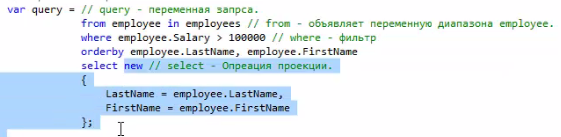 var query = // query - переменная запрса.
from employee in employees // from - объявляет переменную диапазона employee.
where employee.Salary > 100000 // where - фильтр
orderby employee.LastName, employee.FirstName
select new // select - Опреация проекции.
{
LastName = employee.LastName,
FirstName = employee.FirstName
};